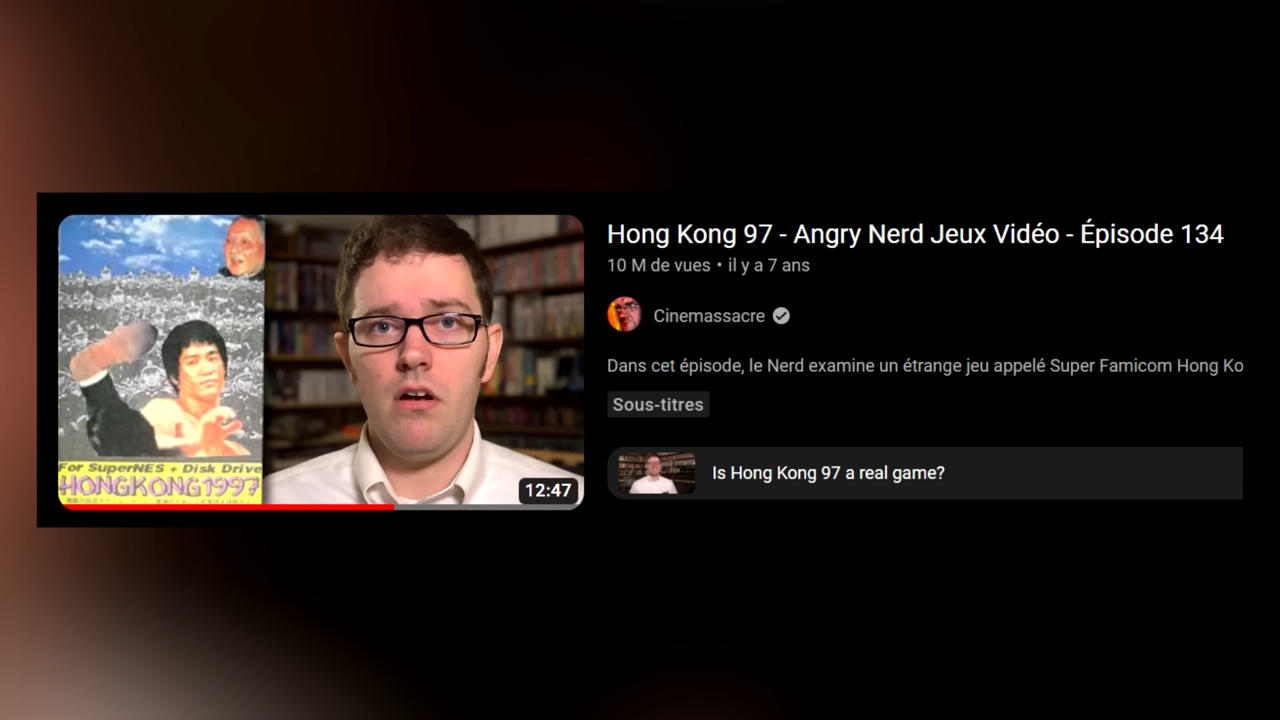 For SuperNES + Disk Drive
HONGKONG1997
12:47
Hong Kong 97 - Angry Nerd Jeux Vidéo - Épisode 134
10 M de vues • il y a 7 ans
Cinemassacre
Dans cet épisode, le Nerd examine un étrange jeu appelé Super Famicom Hong Ko
Sous-titres
Is Hong Kong 97 a real game?